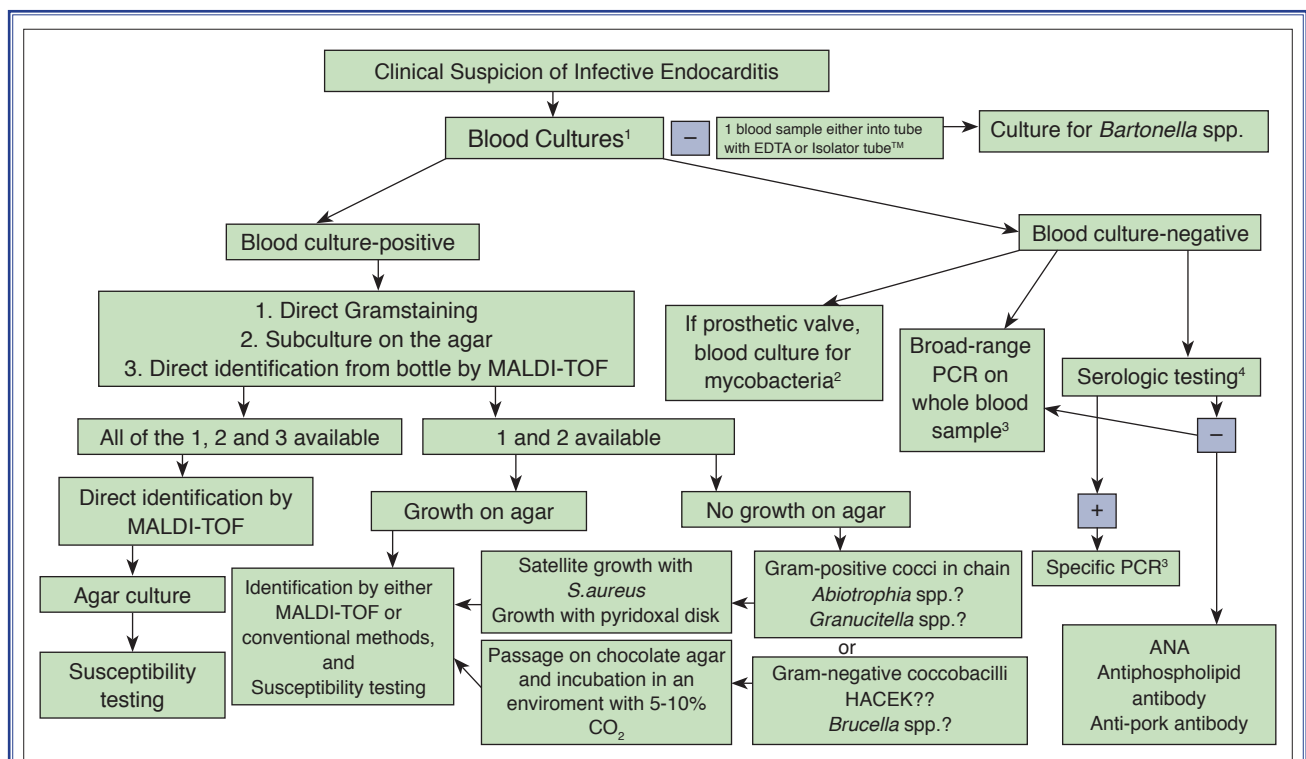 Clinical Suspicion of Infective Endocarditis
Blood Cultures¹
–
1 blood sample either into tube
with EDTA or Isolator tube™
Culture for Bartonella spp.
Blood culture-positive
Blood culture-negative
1. Direct Gramstaining
2. Subculture on the agar
3. Direct identification from bottle by MALDI-TOF
If prosthetic valve,
blood culture for
mycobacteria²
Broad-range
PCR on
whole blood
sample³
Serologic testing⁴
–
All of the 1, 2 and 3 available
1 and 2 available
Direct identification by
MALDI-TOF
Growth on agar
No growth on agar
+
Agar culture
Identification by either
MALDI-TOF or
conventional methods,
and
Susceptibility testing
Satellite growth with
S.aureus
Growth with pyridoxal disk
Gram-positive cocci in chain
Abiotrophia spp.?
Granucitella spp.?
Specific PCR³
or
Susceptibility
testing
Passage on chocolate agar
and incubation in an
enviroment with 5-10%
CO₂
Gram-negative coccobacilli
HACEK??
Brucella spp.?
ANA
Antiphospholipid
antibody
Anti-pork antibody